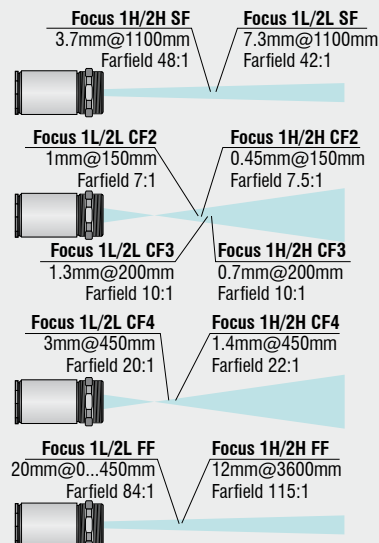 Focus 1H/2H SF
3.7mm@1100mm
Farfield 48:1
Focus 1L/2L SF
7.3mm@1100mm
Farfield 42:1
Focus 1L/2L CF2
1mm@150mm
Farfield 7:1
Focus 1H/2H CF2
0.45mm@150mm
Farfield 7.5:1
Focus 1L/2L CF3
1.3mm@200mm
Farfield 10:1
Focus 1H/2H CF3
0.7mm@200mm
Farfield 10:1
Focus 1L/2L CF4
3mm@450mm
Farfield 20:1
Focus 1H/2H CF4
1.4mm@450mm
Farfield 22:1
Focus 1L/2L FF
20mm@0...450mm
Farfield 84:1
Focus 1H/2H FF
12mm@3600mm
Farfield 115:1